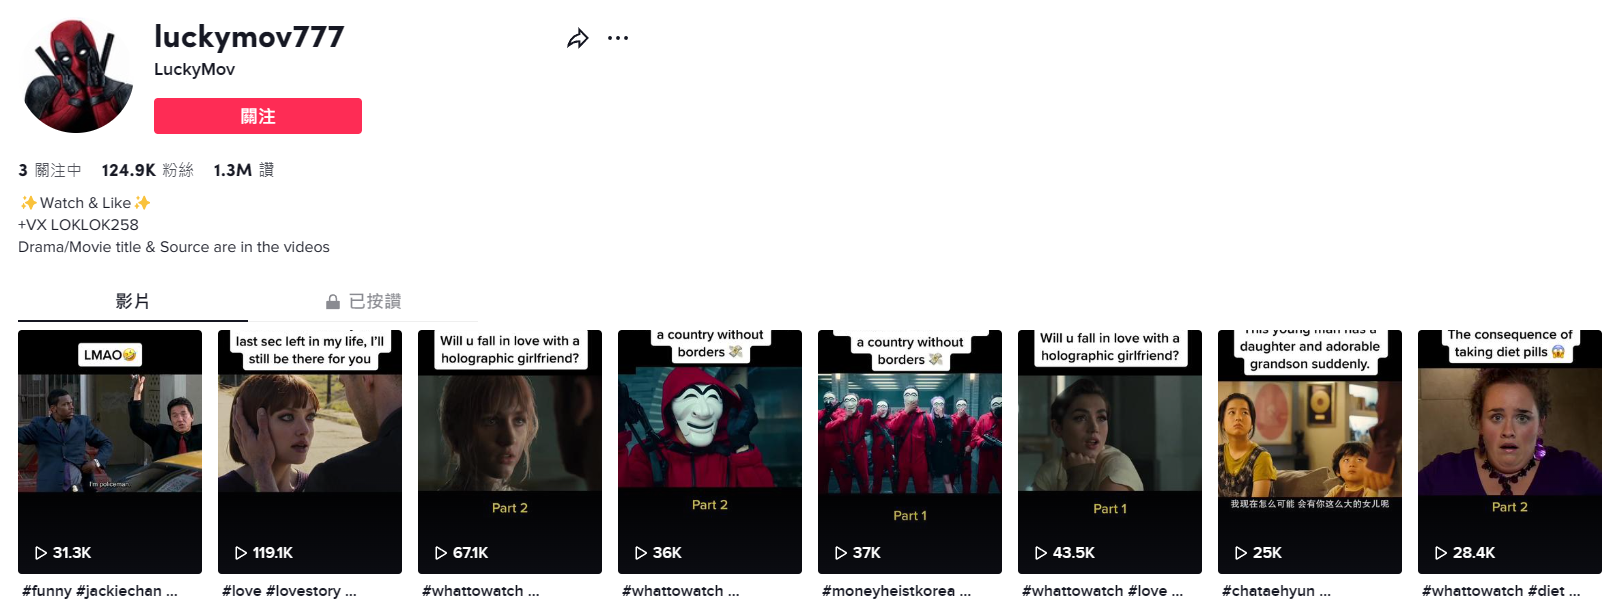 luckymov777
LuckyMov
關注
3 關注中 124.9K 粉絲 1.3M 讚
✨Watch & Like✨
+VX LOKLOK258
Drama/Movie title & Source are in the videos
影片
已按讚
LMAO🤣
I'm policeman.
31.3K
#funny #jackiechan ...
last sec left in my life, I'll
still be there for you
119.1K
#love #lovestory ...
Will u fall in love with a
holographic girlfriend?
Part 2
67.1K
#whattowatch ...
a country without
borders 💸
Part 2
36K
#whattowatch ...
a country without
borders 💸
Part 1
37K
#moneyheistkorea ...
Will u fall in love with a
holographic girlfriend?
Part 1
43.5K
#whattowatch #love ...
This young man has a
daughter and adorable
grandson suddenly.
我现在怎么可能 会有你这么大的女儿呢
25K
#chataehyun ...
The consequence of
taking diet pills 😱
Part 2
28.4K
#whattowatch #diet ...